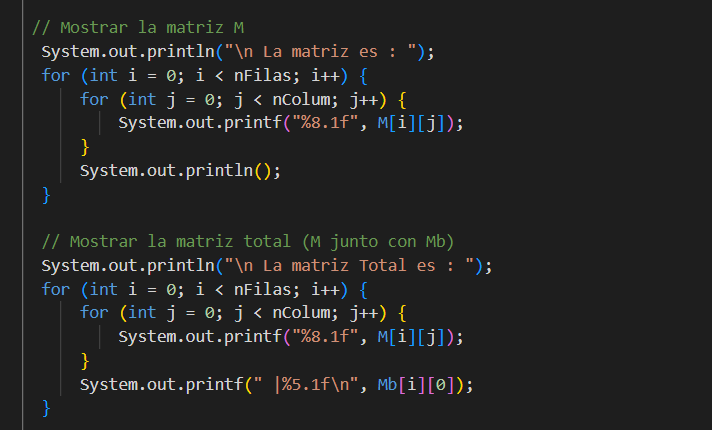 // Mostrar la matriz M
System.out.println("\n La matriz es : ");
for (int i = 0; i < nFilas; i++) {
for (int j = 0; j < nColum; j++) {
System.out.printf("%8.1f", M[i][j]);
}
System.out.println();
}
// Mostrar la matriz total (M junto con Mb)
System.out.println("\n La matriz Total es : ");
for (int i = 0; i < nFilas; i++) {
for (int j = 0; j < nColum; j++) {
System.out.printf("%8.1f", M[i][j]);
}
System.out.printf(" |%5.1f\n", Mb[i][0]);
}